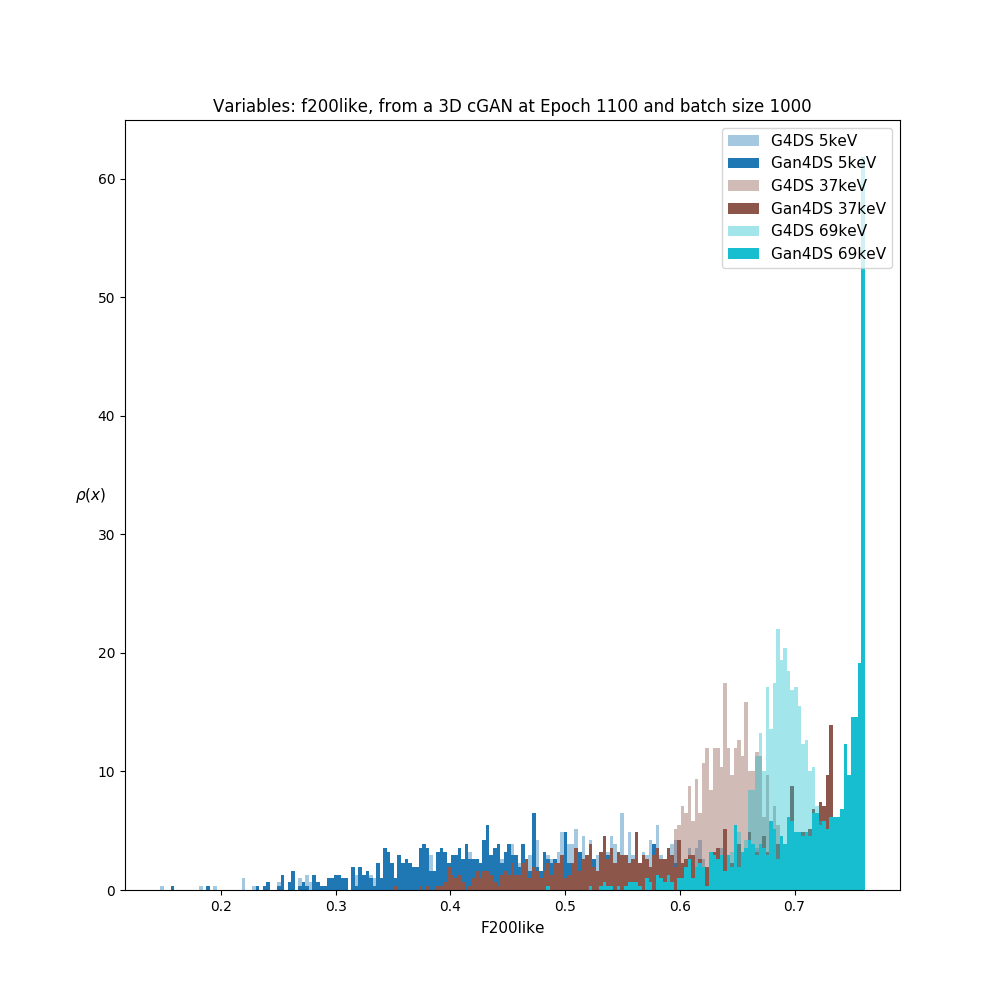 Variables: f200like, from a 3D cGAN at Epoch 1100 and batch size 1000
G4DS 5keV
Gan4DS 5keV
G4DS 37keV
Gan4DS 37keV
G4DS 69keV
Gan4DS 69keV
60
50
40
30
20
10
0
ρ(x)
0.2 0.3 0.4 0.5 0.6 0.7
F200like